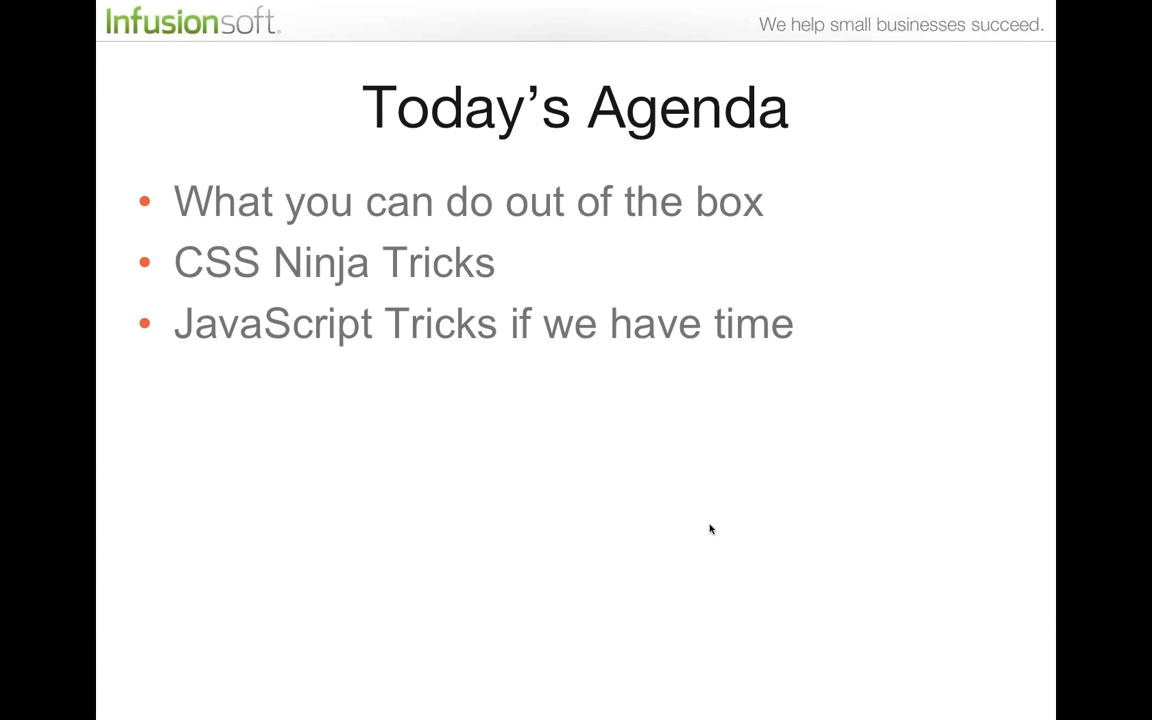 Infusionsoft.
We help small businesses succeed.
Today’s Agenda
• What you can do out of the box
• CSS Ninja Tricks
• JavaScript Tricks if we have time